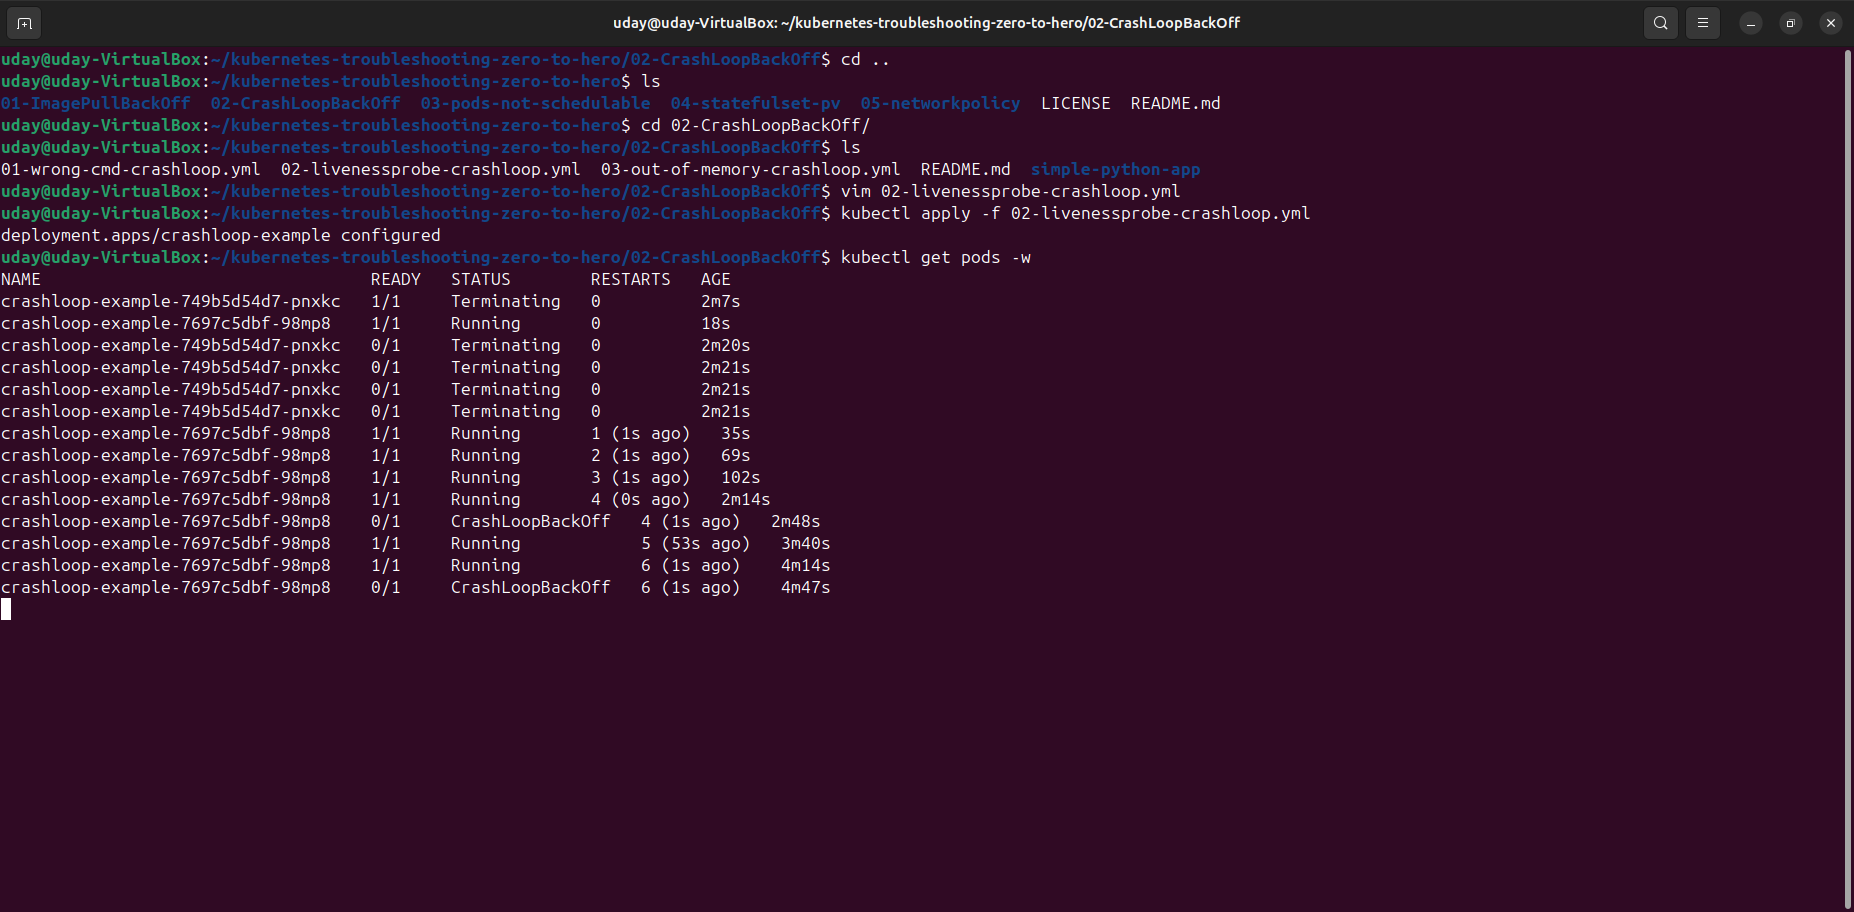 uday@uday-VirtualBox: ~/kubernetes-troubleshooting-zero-to-hero/02-CrashLoopBackOff
uday@uday-VirtualBox:~/kubernetes-troubleshooting-zero-to-hero/02-CrashLoopBackOff$ cd ..
uday@uday-VirtualBox:~/kubernetes-troubleshooting-zero-to-hero$ ls
01-ImagePullBackOff  02-CrashLoopBackOff  03-pods-not-schedulable  04-statefulset-pv  05-networkpolicy  LICENSE  README.md
uday@uday-VirtualBox:~/kubernetes-troubleshooting-zero-to-hero$ cd 02-CrashLoopBackOff/
uday@uday-VirtualBox:~/kubernetes-troubleshooting-zero-to-hero/02-CrashLoopBackOff$ ls
01-wrong-cmd-crashloop.yml  02-livenessprobe-crashloop.yml  03-out-of-memory-crashloop.yml  README.md  simple-python-app
uday@uday-VirtualBox:~/kubernetes-troubleshooting-zero-to-hero/02-CrashLoopBackOff$ vim 02-livenessprobe-crashloop.yml
uday@uday-VirtualBox:~/kubernetes-troubleshooting-zero-to-hero/02-CrashLoopBackOff$ kubectl apply -f 02-livenessprobe-crashloop.yml
deployment.apps/crashloop-example configured
uday@uday-VirtualBox:~/kubernetes-troubleshooting-zero-to-hero/02-CrashLoopBackOff$ kubectl get pods -w
NAME                                 READY   STATUS        RESTARTS   AGE
crashloop-example-749b5d54d7-pnxkc   1/1     Terminating   0          2m7s
crashloop-example-7697c5dbf-98mp8    1/1     Running       0          18s
crashloop-example-749b5d54d7-pnxkc   0/1     Terminating   0          2m20s
crashloop-example-749b5d54d7-pnxkc   0/1     Terminating   0          2m21s
crashloop-example-749b5d54d7-pnxkc   0/1     Terminating   0          2m21s
crashloop-example-749b5d54d7-pnxkc   0/1     Terminating   0          2m21s
crashloop-example-7697c5dbf-98mp8    1/1     Running       1 (1s ago)   35s
crashloop-example-7697c5dbf-98mp8    1/1     Running       2 (1s ago)   69s
crashloop-example-7697c5dbf-98mp8    1/1     Running       3 (1s ago)   102s
crashloop-example-7697c5dbf-98mp8    1/1     Running       4 (0s ago)   2m14s
crashloop-example-7697c5dbf-98mp8    0/1     CrashLoopBackOff   4 (1s ago)   2m48s
crashloop-example-7697c5dbf-98mp8    1/1     Running            5 (53s ago)   3m40s
crashloop-example-7697c5dbf-98mp8    1/1     Running            6 (1s ago)    4m14s
crashloop-example-7697c5dbf-98mp8    0/1     CrashLoopBackOff   6 (1s ago)    4m47s